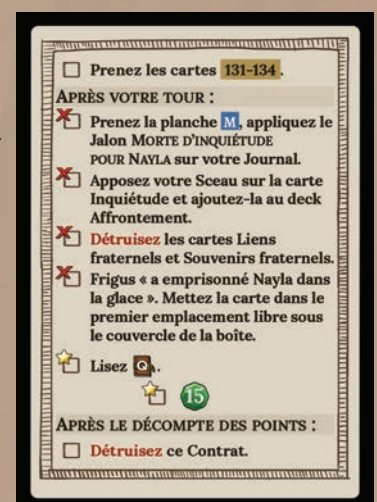 Prenez les cartes 131-134.
APRÈS VOTRE TOUR :
Prenez la planche M, appliquez le
Jalon MORTE D'INQUIÉTUDE
POUR NAYLA sur votre Journal.
Apposez votre Sceau sur la carte
Inquiétude et ajoutez-la au deck
Affrontement.
Détruisez les cartes Liens
fraternels et Souvenirs fraternels.
Frigus « a emprisonné Nayla dans
la glace ». Mettez la carte dans le
premier emplacement libre sous
le couvercle de la boîte.
Lisez Q.
15
APRÈS LE DÉCOMPTE DES POINTS :
Détruisez ce Contrat.